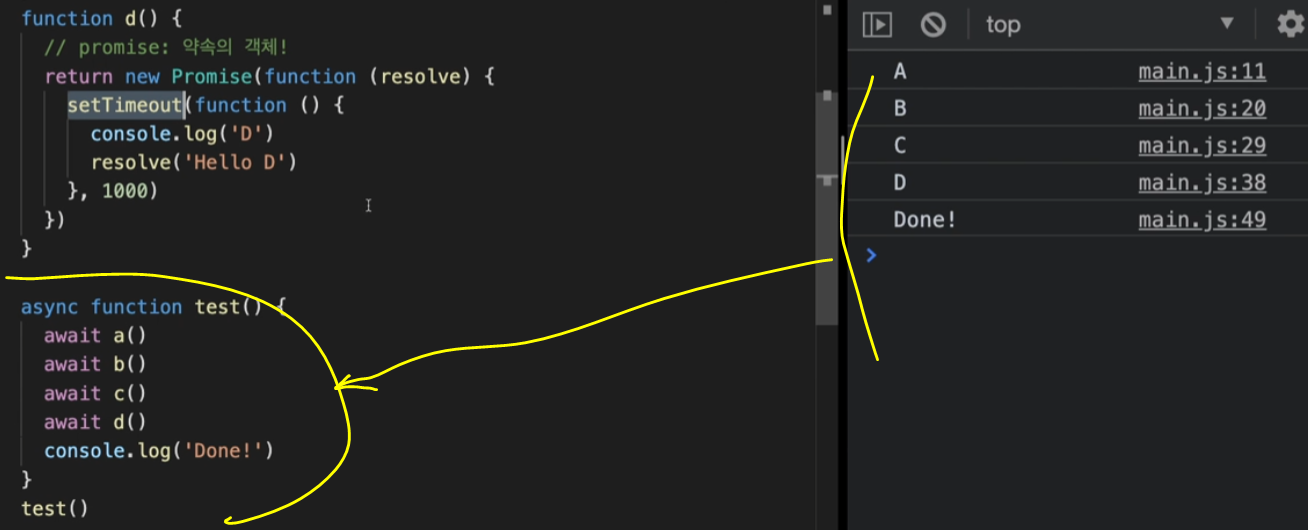 function d() {
// promise: 약속의 객체!
return new Promise(function (resolve) {
setTimeout(function () {
console.log('D')
resolve('Hello D')
}, 1000)
})
}
async function test() {
await a()
await b()
await c()
await d()
console.log('Done!')
}
test()
top
A main.js:11
B main.js:20
C main.js:29
D main.js:38
Done! main.js:49
>